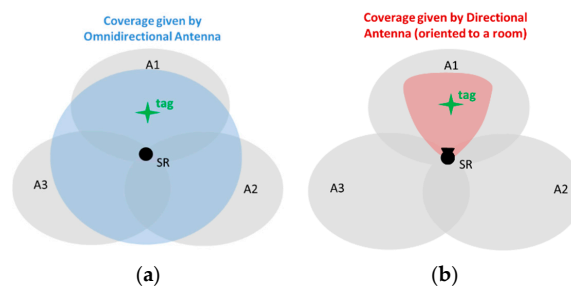 Coverage given by
Omnidirectional Antenna
A1
tag
SR
A3
A2
(a)
Coverage given by Directional
Antenna (oriented to a room)
A1
tag
SR
A3
A2
(b)